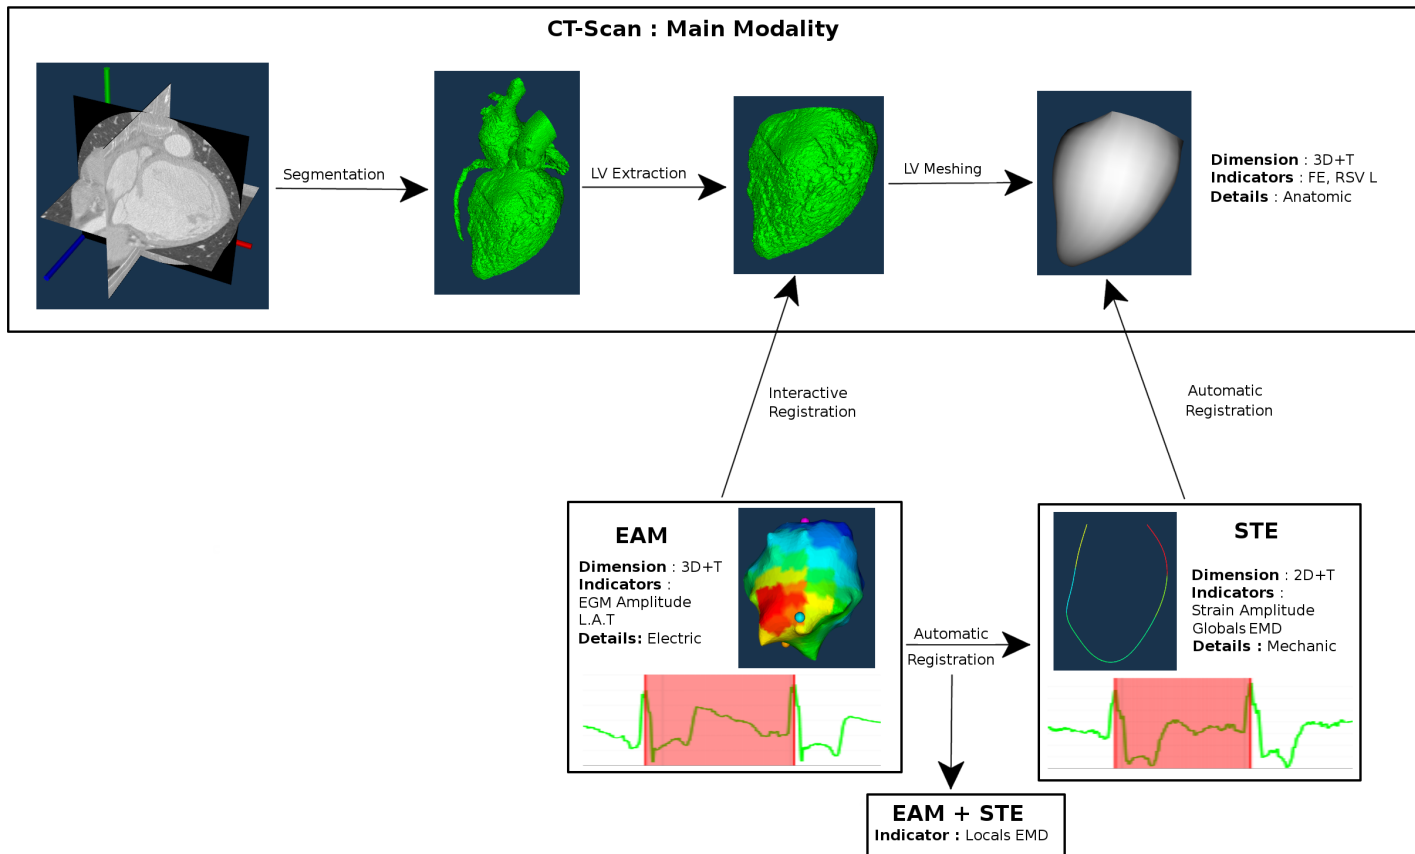 CT-Scan : Main Modality
Segmentation
LV Extraction
LV Meshing
Dimension : 3D+T
Indicators : FE, RSV L
Details : Anatomic
Interactive
Registration
Automatic
Registration
EAM
Dimension : 3D+T
Indicators :
EGM Amplitude
L.A.T
Details: Electric
Automatic
Registration
STE
Dimension : 2D+T
Indicators :
Strain Amplitude
Globals EMD
Details : Mechanic
EAM + STE
Indicator : Locals EMD